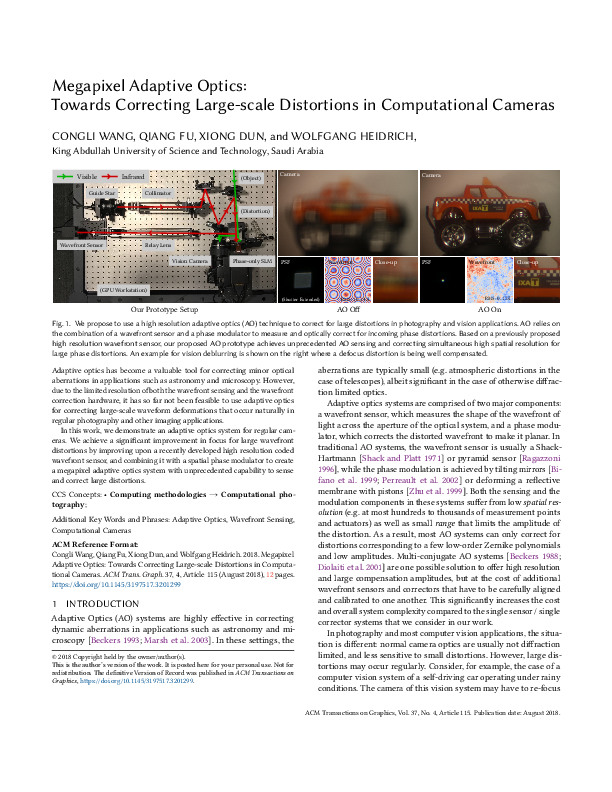 Megapixel Adaptive Optics:
Towards Correcting Large-scale Distortions in Computational Cameras
CONGLI WANG, QIANG FU, XIONG DUN, and WOLFGANG HEIDRICH,
King Abdullah University of Science and Technology, Saudi Arabia
Visible Infrared
(Object)
Guide Star Collimator
(Distortion)
Wavefront Sensor Relay Lens
Vision Camera Phase-only SLM
(GPU Workstation)
Camera
PSF Close-up
Camera
PSF Wavefront Close-up
Our Prototype Setup AO Off AO On
Fig. 1. We propose to use a high resolution adaptive optics (AO) technique to correct for large distortions in photography and vision applications. AO relies on
the combination of a wavefront sensor and a phase modulator to measure and optically correct for incoming phase distortions. Based on a previously proposed
high resolution wavefront sensor, our proposed AO prototype achieves unprecedented AO sensing and correcting simultaneous high spatial resolution for
large phase distortions. An example for vision deblurring is shown on the right where a defocus distortion is being well compensated.
Adaptive optics has become a valuable tool for correcting minor optical
aberrations in applications such as astronomy and microscopy. However,
due to the limited resolution of both the wavefront sensing and the wavefront
correction hardware, it has so far not been feasible to use adaptive optics
for correcting large-scale waveform deformations that occur naturally in
regular photography and other imaging applications.
In this work, we demonstrate an adaptive optics system for regular cam-
eras. We achieve a significant improvement in focus for large wavefront
distortions by improving upon a recently developed high resolution coded
wavefront sensor, and combining it with a spatial phase modulator to create
a megapixel adaptive optics system with unprecedented capability to sense
and correct large distortions.
CCS Concepts: • Computing methodologies → Computational pho-
tography;
Additional Key Words and Phrases: Adaptive Optics, Wavefront Sensing,
Computational Cameras
ACM Reference Format:
Congli Wang, Qiang Fu, Xiong Dun, and Wolfgang Heidrich. 2018. Megapixel
Adaptive Optics: Towards Correcting Large-scale Distortions in Computa-
tional Cameras. ACM Trans. Graph. 37, 4, Article 115 (August 2018), 12 pages.
https://doi.org/10.1145/3197517.3201299
1 INTRODUCTION
Adaptive Optics (AO) systems are highly effective in correcting
dynamic aberrations in applications such as astronomy and mi-
croscopy [Beckers 1993; Marsh et al. 2003]. In these settings, the
© 2018 Copyright held by the owner/author(s).
This is the author's version of the work. It is posted here for your personal use. Not for
redistribution. The definitive Version of Record was published in ACM Transactions on
Graphics, https://doi.org/10.1145/3197517.3201299.
aberrations are typically small (e.g. atmospheric distortions in the
case of telescopes), albeit significant in the case of otherwise diffrac-
tion limited optics.
Adaptive optics systems are comprised of two major components:
a wavefront sensor, which measures the shape of the wavefront of
light across the aperture of the optical system, and a phase modu-
lator, which corrects the distorted wavefront to make it planar. In
traditional AO systems, the wavefront sensor is usually a Shack-
Hartmann [Shack and Platt 1971] or pyramid sensor [Ragazzoni
1996], while the phase modulation is achieved by tilting mirrors [Bi-
fano et al. 1999; Perreault et al. 2002] or deforming a reflective
membrane with pistons [Zhu et al. 1999]. Both the sensing and the
modulation components in these systems suffer from low spatial res-
olution (e.g. at most hundreds to thousands of measurement points
and actuators) as well as small range that limits the amplitude of
the distortion. As a result, most AO systems can only correct for
distortions corresponding to a few low-order Zernike polynomials
and low amplitudes. Multi-conjugate AO systems [Beckers 1988;
Diolaiti et al. 2001] are one possible solution to offer high resolution
and large compensation amplitudes, but at the cost of additional
wavefront sensors and correctors that have to be carefully aligned
and calibrated to one another. This significantly increases the cost
and overall system complexity compared to the single sensor / single
corrector systems that we consider in our work.
In photography and most computer vision applications, the situa-
tion is different: normal camera optics are usually not diffraction
limited, and less sensitive to small distortions. However, large dis-
tortions may occur regularly. Consider, for example, the case of a
computer vision system of a self-driving car operating under rainy
conditions. The camera of this vision system may have to re-focus
ACM Transactions on Graphics, Vol. 37, No. 4, Article 115. Publication date: August 2018.